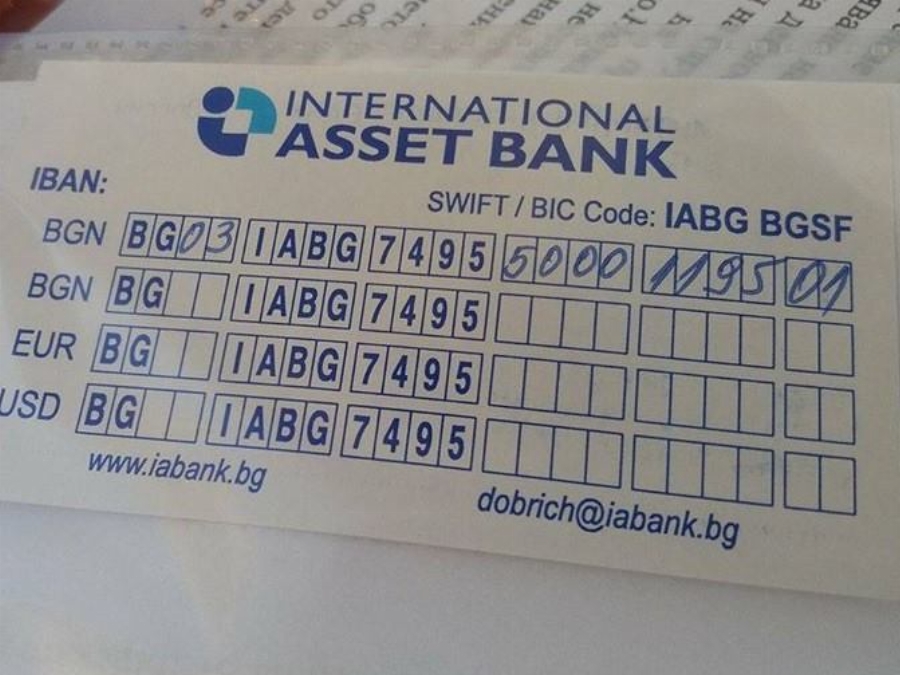 INTERNATIONAL
ASSET BANK
IBAN:
SWIFT / BIC Code: IABG BGSF
BGN BG03 IABG 7495 5000 1195 01
BGN BG IABG 7495
EUR BG IABG 7495
USD BG IABG 7495
www.iabank.bg
dobrich@iabank.bg